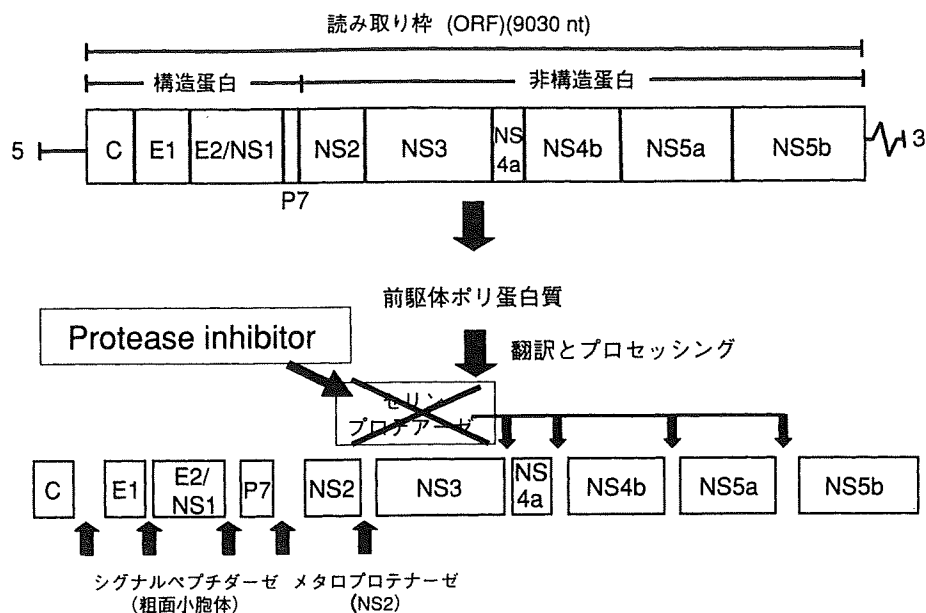 読み取り枠 (ORF)(9030 nt)
構造蛋白
非構造蛋白
5
C
E1
E2/NS1
NS2
NS3
NS
4a
NS4b
NS5a
NS5b
3
P7
前駆体ポリ蛋白質
Protease inhibitor
翻訳とプロセッシング
セリン
プロテアーゼ
C
E1
E2/
NS1
P7
NS2
NS3
NS
4a
NS4b
NS5a
NS5b
シグナルペプチダーゼ
(粗面小胞体)
メタロプロテナーゼ
(NS2)